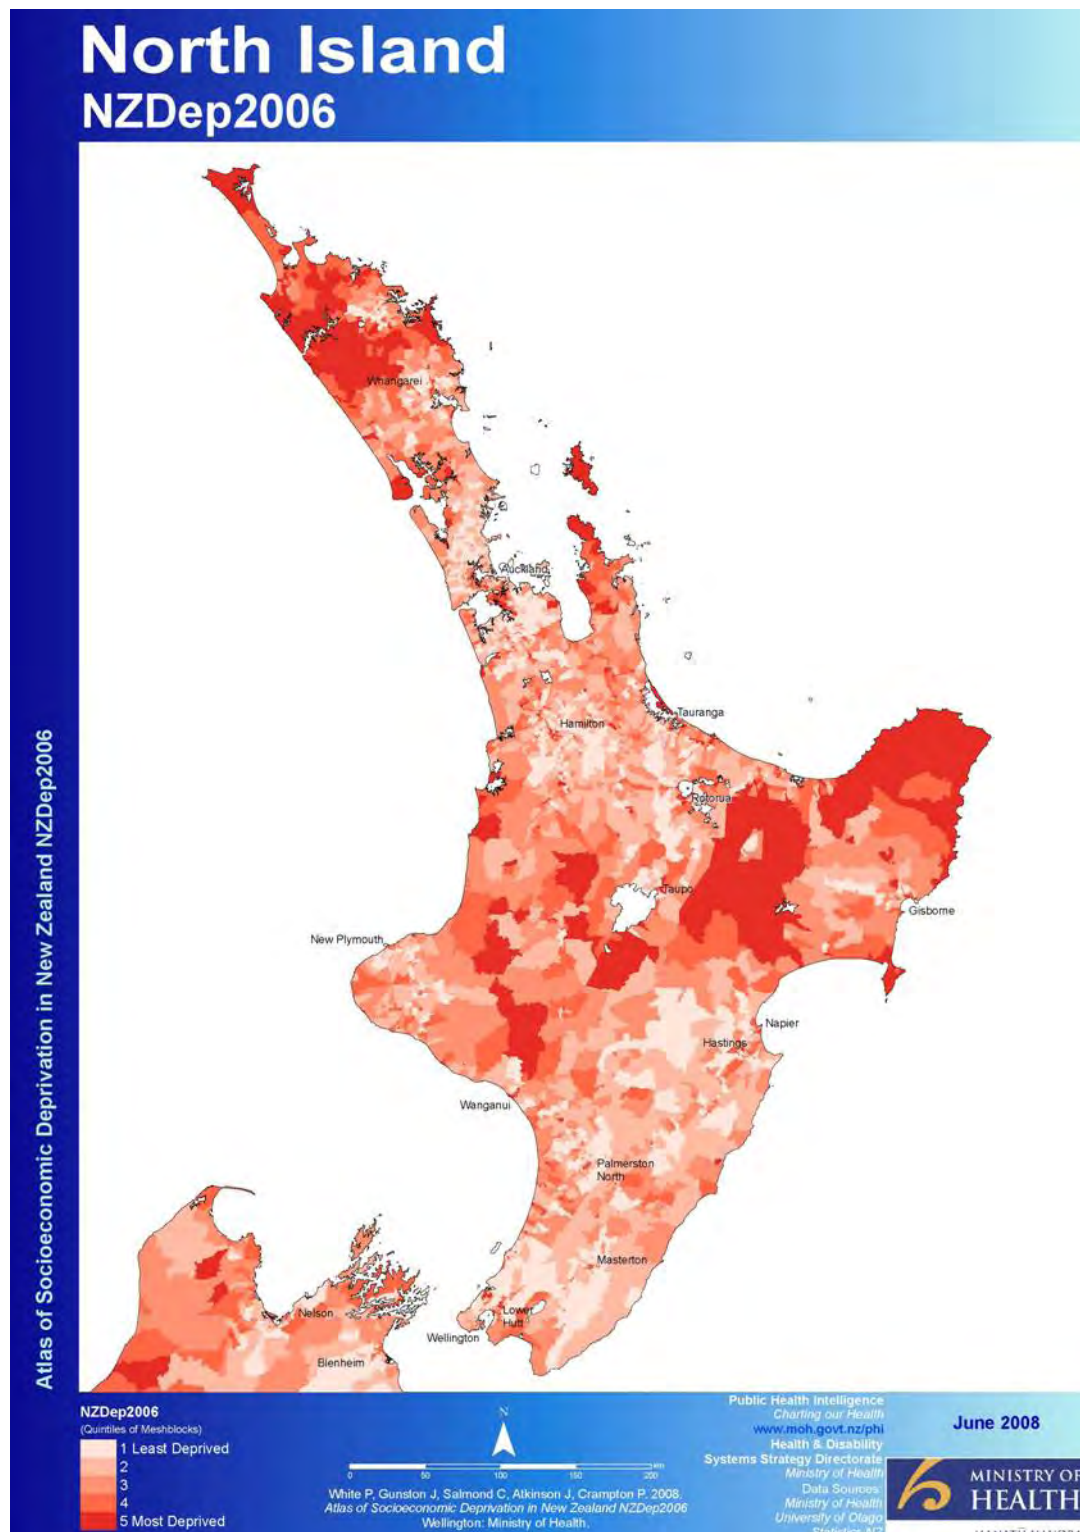 North Island
NZDep2006
Atlas of Socioeconomic Deprivation in New Zealand NZDep2006
Whangarei
Auckland
Tauranga
Hamilton
Rotorua
Taupo
Gisborne
New Plymouth
Napier
Hastings
Wanganui
Palmerston
North
Masterton
Nelson
Lower
Hutt
Wellington
Blenheim
NZDep2006
(Quintiles of Meshblocks)
1 Least Deprived
2
3
4
5 Most Deprived
N
0 50 100 150 200 km
White P, Gunston J, Salmond C, Atkinson J, Crampton P. 2008.
Atlas of Socioeconomic Deprivation in New Zealand NZDep2006
Wellington: Ministry of Health.
Public Health Intelligence
Charting our Health
www.moh.govt.nz/phi
Health & Disability
Systems Strategy Directorate
Ministry of Health
Data Sources:
Ministry of Health
University of Otago
Statistics NZ
June 2008
MINISTRY OF
HEALTH